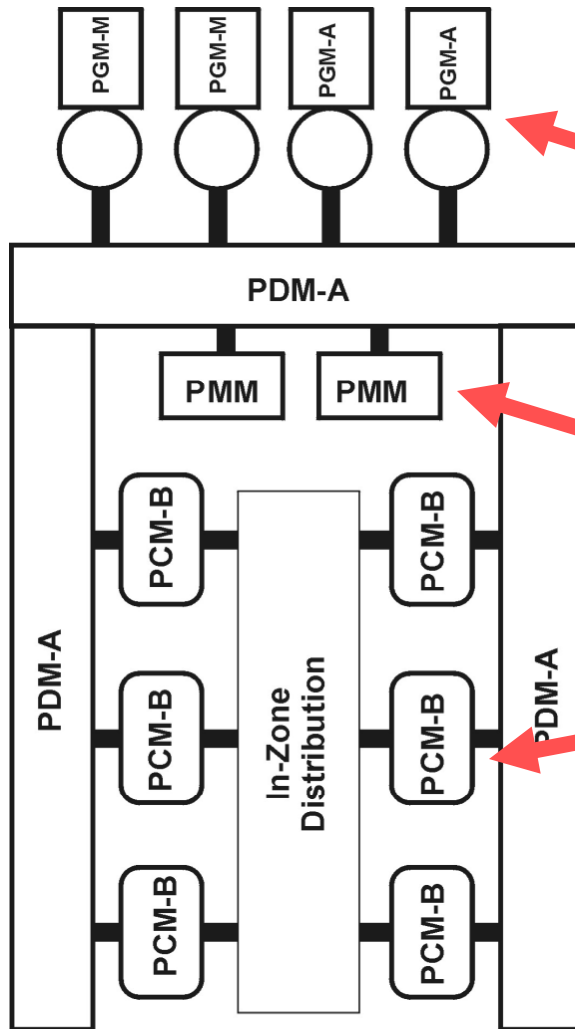 PGM-M
PGM-M
PGM-A
PGM-A
PDM-A
PMM
PMM
PCM-B
PCM-B
PDM-A
In-Zone
Distribution
PCM-B
PCM-B
PDM-A
PCM-B
PCM-B